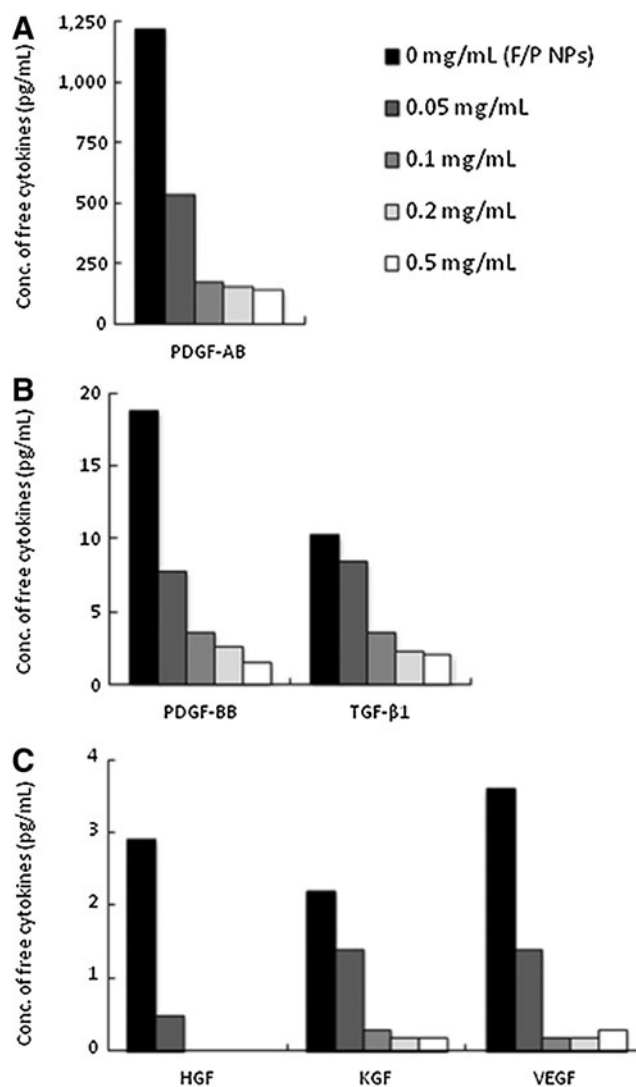 A
Conc. of free cytokines (pg/mL)
1,250
1,000
750
500
250
0
PDGF-AB
0 mg/mL (F/P NPs)
0.05 mg/mL
0.1 mg/mL
0.2 mg/mL
0.5 mg/mL
B
Conc. of free cytokines (pg/mL)
20
15
10
5
0
PDGF-BB TGF-β1
C
Conc. of free cytokines (pg/mL)
4
3
2
1
0
HGF KGF VEGF